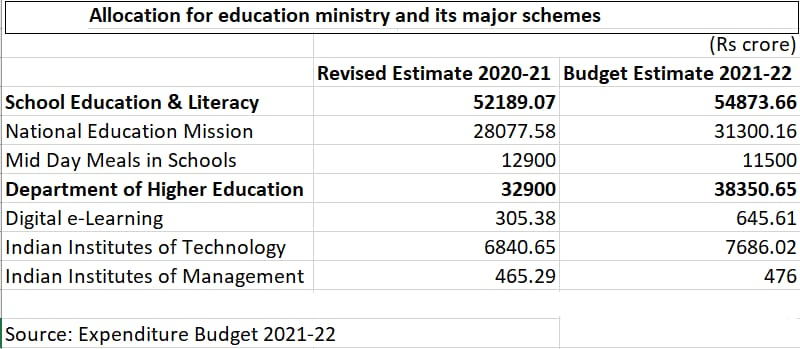 Allocation for education ministry and its major schemes
(Rs crore)
Revised Estimate 2020-21 Budget Estimate 2021-22
School Education & Literacy 52189.07 54873.66
National Education Mission 28077.58 31300.16
Mid Day Meals in Schools 12900 11500
Department of Higher Education 32900 38350.65
Digital e-Learning 305.38 645.61
Indian Institutes of Technology 6840.65 7686.02
Indian Institutes of Management 465.29 476
Source: Expenditure Budget 2021-22